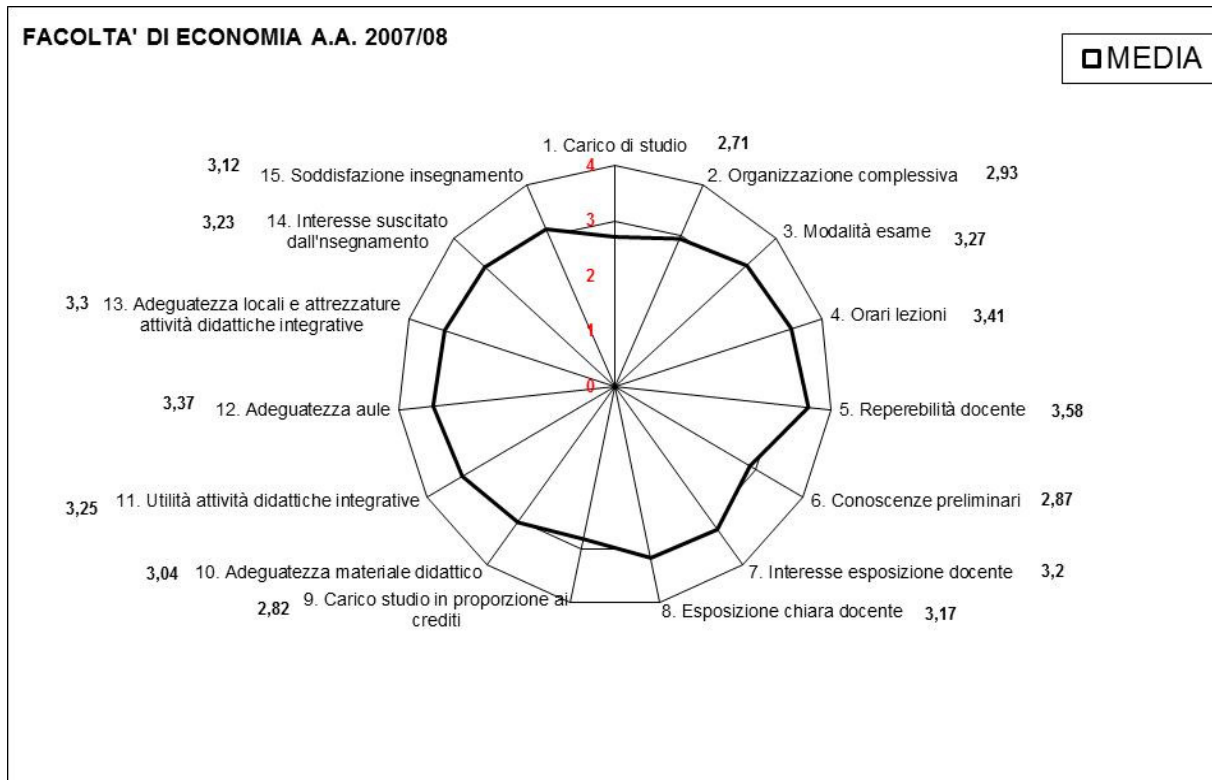 FACOLTA' DI ECONOMIA A.A. 2007/08
MEDIA
1. Carico di studio 2,71
2. Organizzazione complessiva 2,93
3. Modalità esame 3,27
4. Orari lezioni 3,41
5. Reperebilità docente 3,58
6. Conoscenze preliminari 2,87
7. Interesse esposizione docente 3,2
8. Esposizione chiara docente 3,17
2,82 9. Carico studio in proporzione ai
crediti
3,04 10. Adeguatezza materiale didattico
3,25 11. Utilità attività didattiche integrative
3,37 12. Adeguatezza aule
3,3 13. Adeguatezza locali e attrezzature
attività didattiche integrative
3,23 14. Interesse suscitato
dall'nsegnamento
3,12 15. Soddisfazione insegnamento
4
3
2
1
0